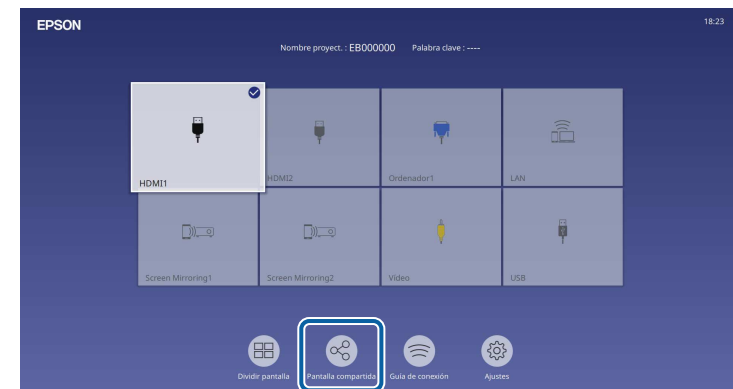 EPSON
18:23
Nombre proyect. : EB000000 Palabra clave : ----
HDMI1
HDMI2
Ordenador1
LAN
Screen Mirroring1
Screen Mirroring2
Vídeo
USB
Dividir pantalla
Pantalla compartida
Guía de conexión
Ajustes